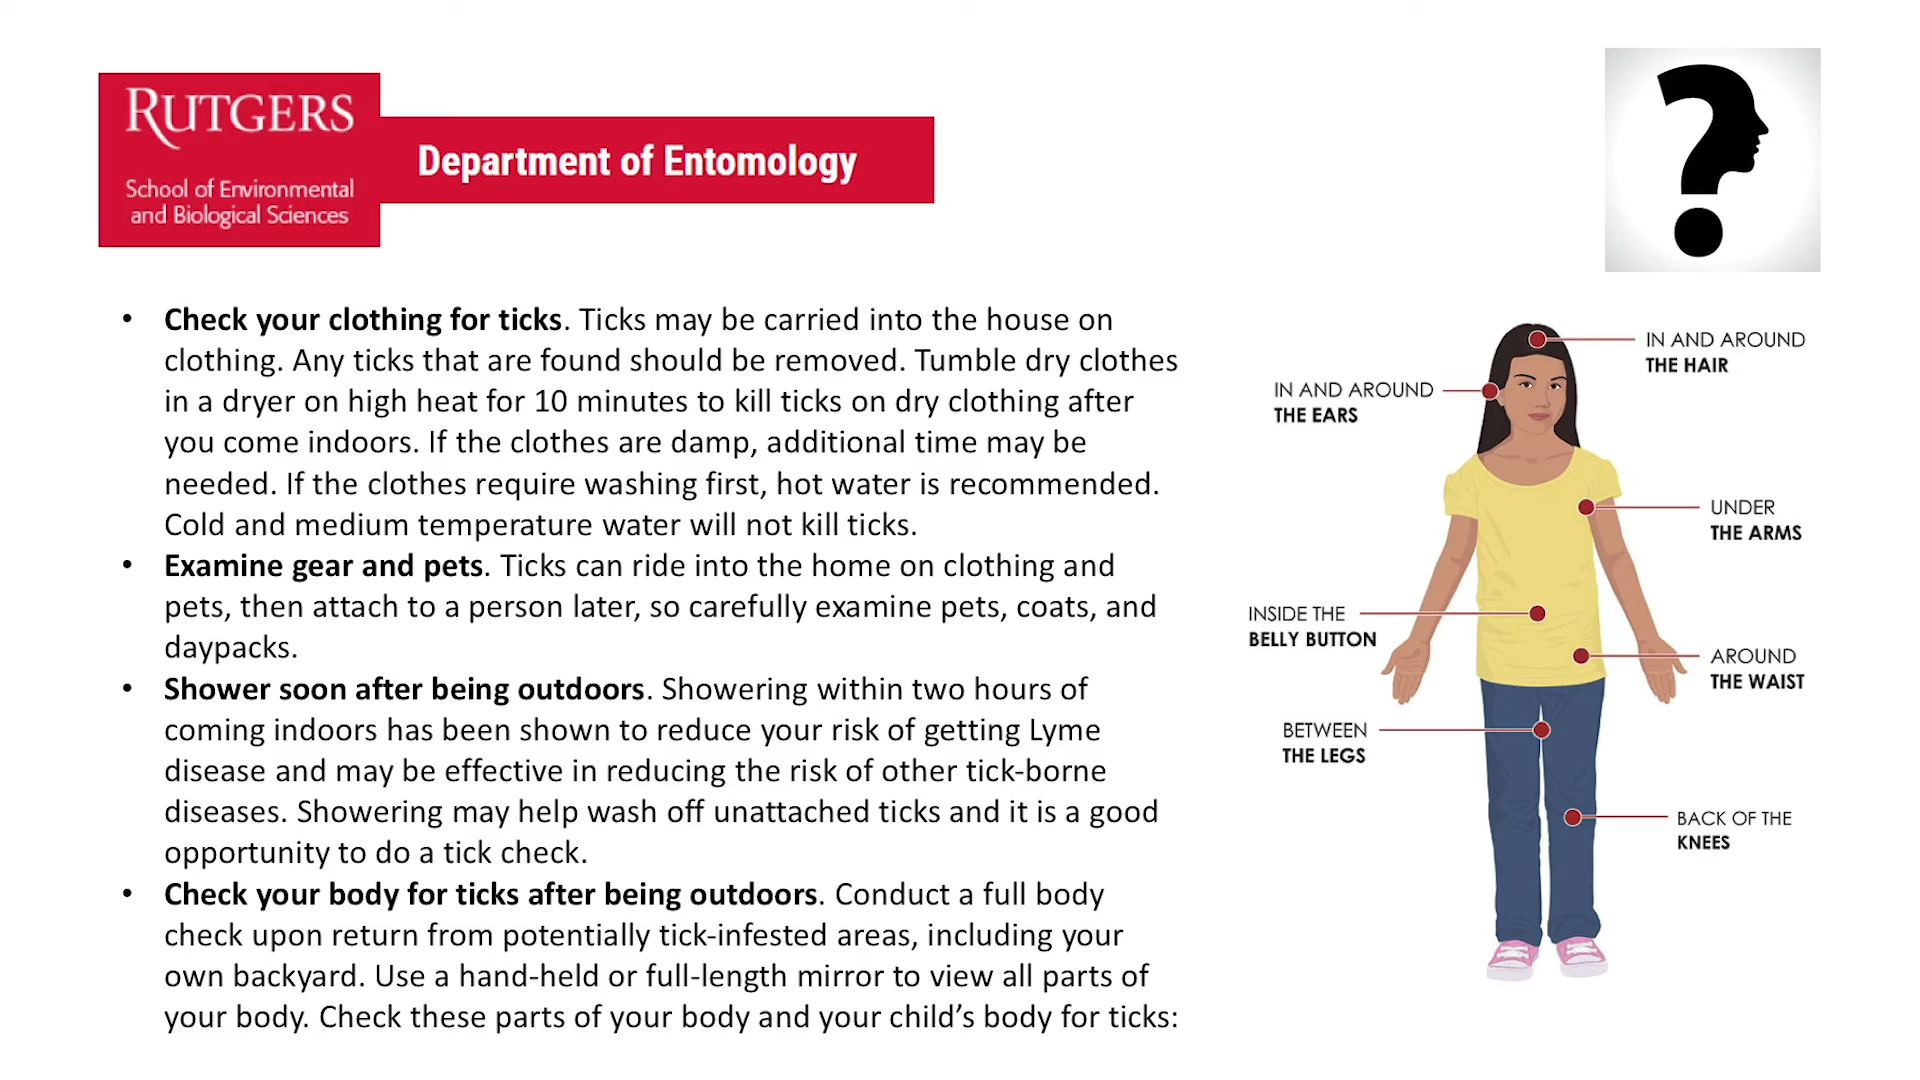 RUTGERS
School of Environmental
and Biological Sciences
Department of Entomology
• Check your clothing for ticks. Ticks may be carried into the house on
clothing. Any ticks that are found should be removed. Tumble dry clothes
in a dryer on high heat for 10 minutes to kill ticks on dry clothing after
you come indoors. If the clothes are damp, additional time may be
needed. If the clothes require washing first, hot water is recommended.
Cold and medium temperature water will not kill ticks.
• Examine gear and pets. Ticks can ride into the home on clothing and
pets, then attach to a person later, so carefully examine pets, coats, and
daypacks.
• Shower soon after being outdoors. Showering within two hours of
coming indoors has been shown to reduce your risk of getting Lyme
disease and may be effective in reducing the risk of other tick-borne
diseases. Showering may help wash off unattached ticks and it is a good
opportunity to do a tick check.
• Check your body for ticks after being outdoors. Conduct a full body
check upon return from potentially tick-infested areas, including your
own backyard. Use a hand-held or full-length mirror to view all parts of
your body. Check these parts of your body and your child's body for ticks:
IN AND AROUND
THE HAIR
IN AND AROUND
THE EARS
UNDER
THE ARMS
INSIDE THE
BELLY BUTTON
AROUND
THE WAIST
BETWEEN
THE LEGS
BACK OF THE
KNEES